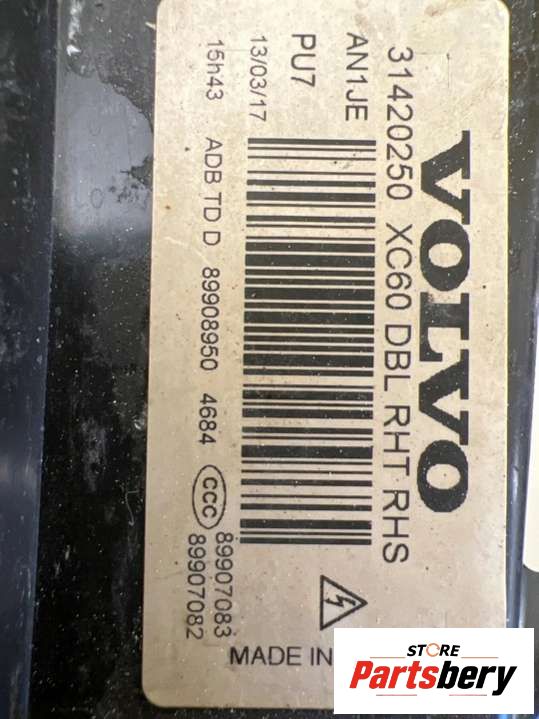 VOLVO
31420250 XC60 DBL RHT RHS
AN1JE
PU7
13/03/17
15h43 ADB TD D 89908950 4684 CCC 89907083
89907082
MADE IN
STORE
Partsbery